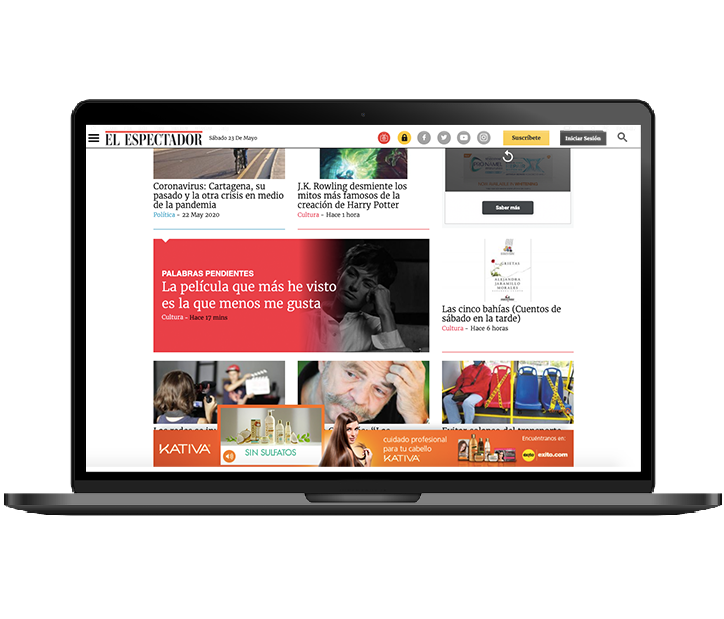 EL ESPECTADOR
Sábado 23 De Mayo
Suscríbete
Iniciar Sesión
Coronavirus: Cartagena, su
pasado y la otra crisis en medio
de la pandemia
Política - 22 May 2020
J.K. Rowling desmiente los
mitos más famosos de la
creación de Harry Potter
Cultura - Hace 1 hora
Saber más
PALABRAS PENDIENTES
La película que más he visto
es la que menos me gusta
Cultura - Hace 17 mins
GRIETAS
ALEJANDRA
JARAMILLO
MORALES
Las cinco bahías (Cuentos de
sábado en la tarde)
Cultura - Hace 6 horas
KATIVA
SIN SULFATOS
cuidado profesional
para tu cabello
KATIVA
Encuéntranos en:
éxito exito.com